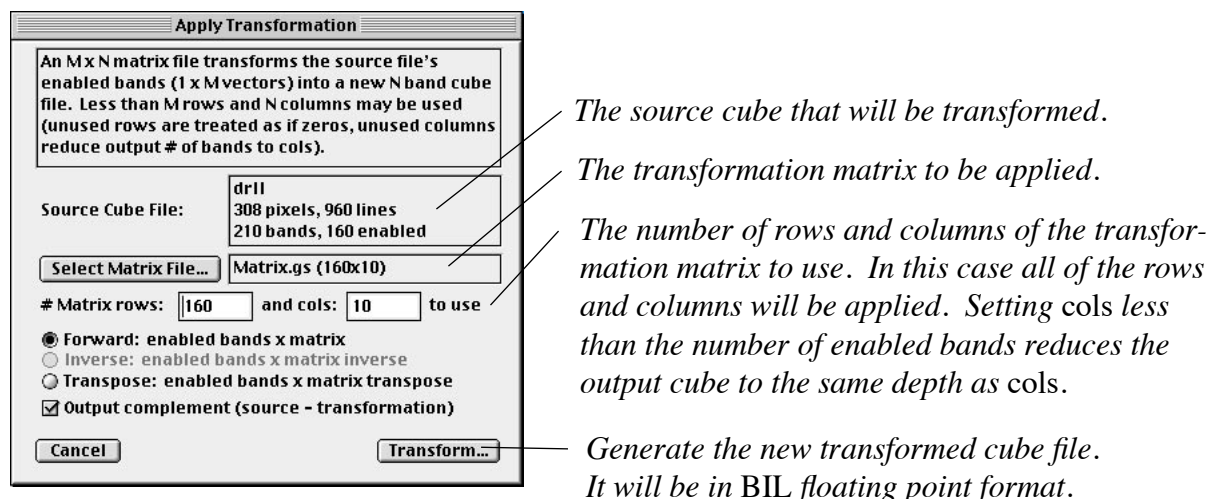 Apply Transformation
An M x N matrix file transforms the source file's
enabled bands (1 x M vectors) into a new N band cube
file. Less than M rows and N columns may be used
(unused rows are treated as if zeros, unused columns
reduce output # of bands to cols).
Source Cube File:
drll
308 pixels, 960 lines
210 bands, 160 enabled
Select Matrix File...
Matrix.gs (160x10)
# Matrix rows: 160 and cols: 10 to use
Forward: enabled bands x matrix
Inverse: enabled bands x matrix inverse
Transpose: enabled bands x matrix transpose
Output complement (source - transformation)
Cancel
Transform...
The source cube that will be transformed.
The transformation matrix to be applied.
The number of rows and columns of the transfor-
mation matrix to use. In this case all of the rows
and columns will be applied. Setting cols less
than the number of enabled bands reduces the
output cube to the same depth as cols.
Generate the new transformed cube file.
It will be in BIL floating point format.